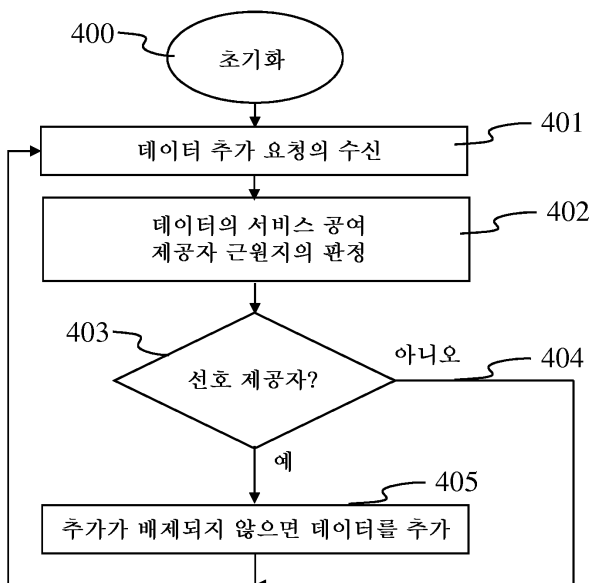 400
초기화
401
데이터 추가 요청의 수신
402
데이터의 서비스 공여
제공자 근원지의 판정
403
선호 제공자?
아니오
404
예
405
추가가 배제되지 않으면 데이터를 추가